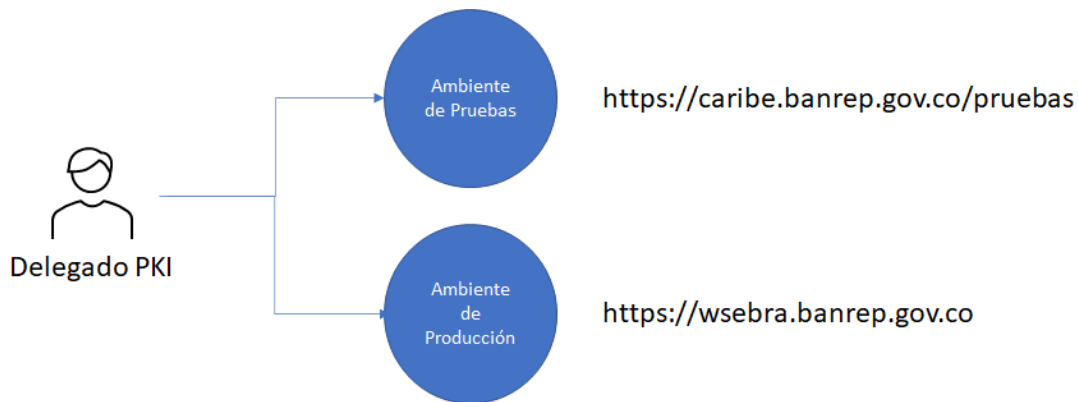 Ambiente
de Pruebas
https://caribe.banrep.gov.co/pruebas
Delegado PKI
Ambiente
de
Producción
https://wsebra.banrep.gov.co